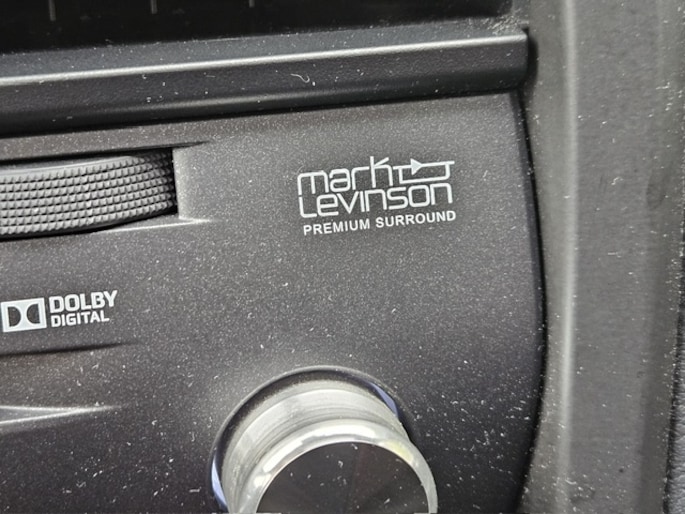 mark
Levinson
PREMIUM SURROUND
DOLBY
DIGITAL